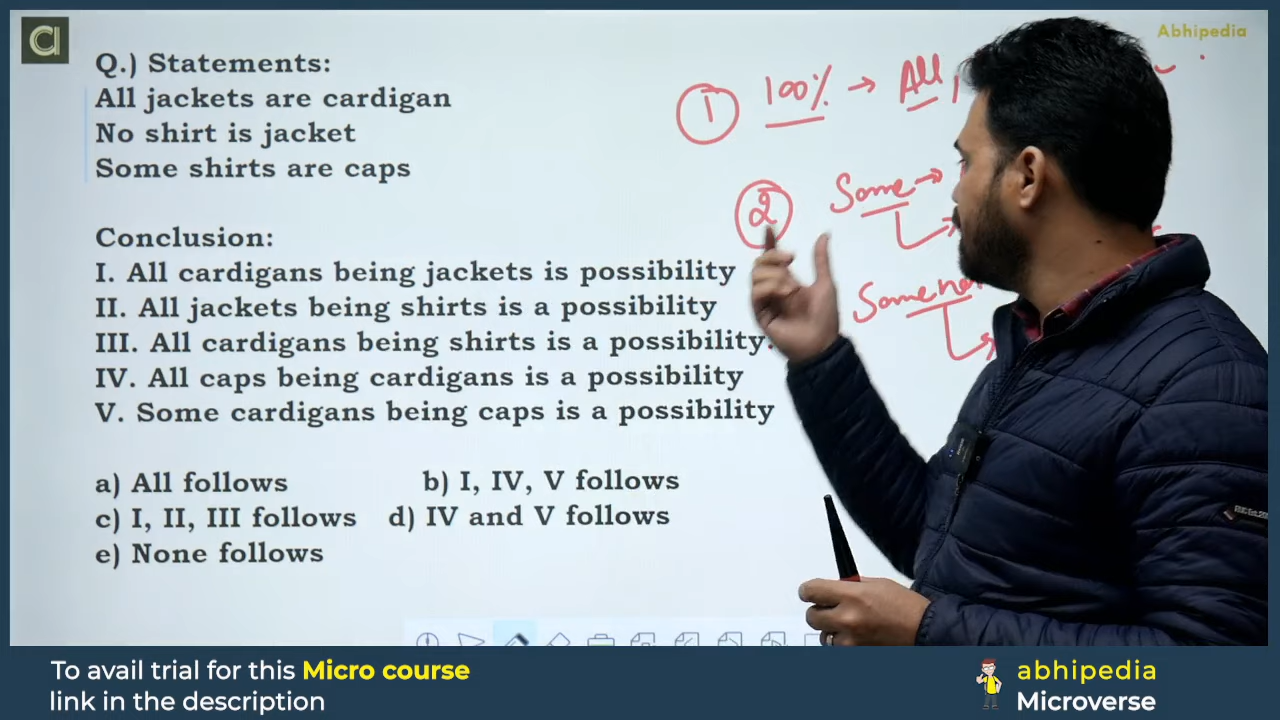 Abhipedia
Q.) Statements:
All jackets are cardigan
No shirt is jacket
Some shirts are caps
Conclusion:
I. All cardigans being jackets is possibility
II. All jackets being shirts is a possibility
III. All cardigans being shirts is a possibility.
IV. All caps being cardigans is a possibility
V. Some cardigans being caps is a possibility
a) All follows b) I, IV, V follows
c) I, II, III follows d) IV and V follows
e) None follows
1 100% → All,
2 Some →
Some not
To avail trial for this Micro course
link in the description
abhipedia
Microverse